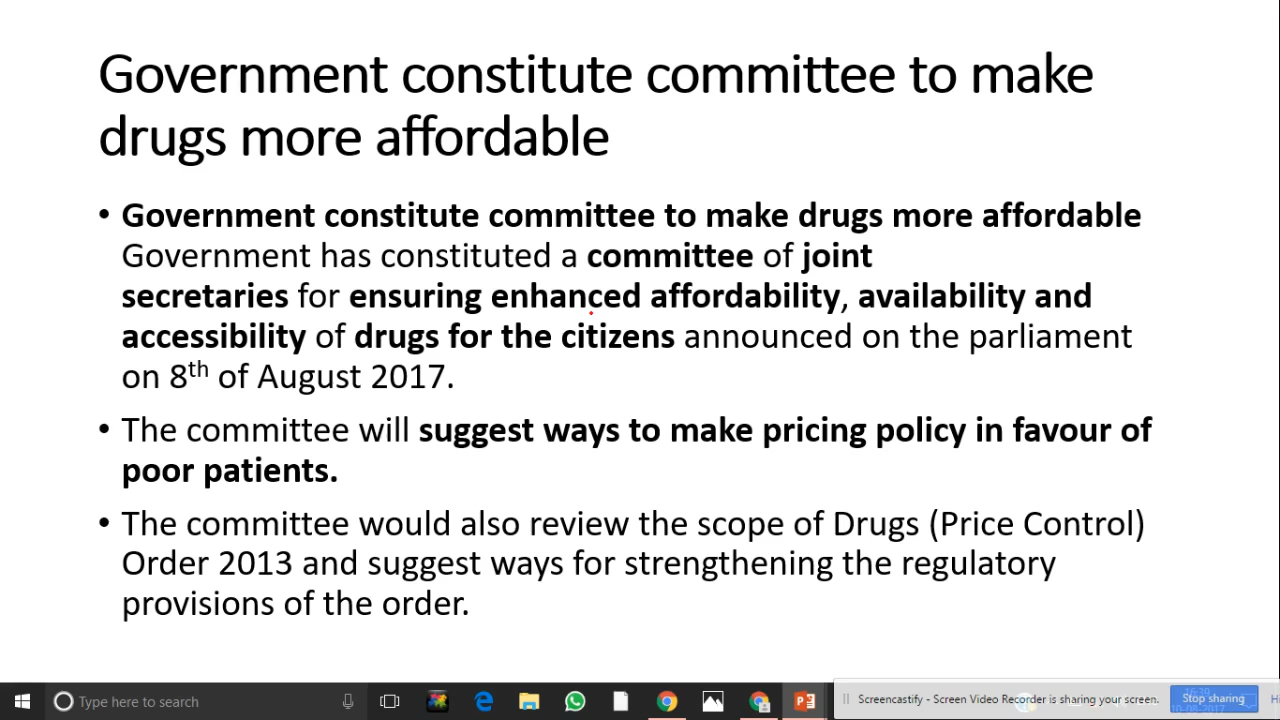 Government constitute committee to make
drugs more affordable
• Government constitute committee to make drugs more affordable
Government has constituted a committee of joint
secretaries for ensuring enhanced affordability, availability and
accessibility of drugs for the citizens announced on the parliament
on 8th of August 2017.
• The committee will suggest ways to make pricing policy in favour of
poor patients.
• The committee would also review the scope of Drugs (Price Control)
Order 2013 and suggest ways for strengthening the regulatory
provisions of the order.
Type here to search
Screencastify - Screen Video Recorder is sharing your screen.
Stop sharing